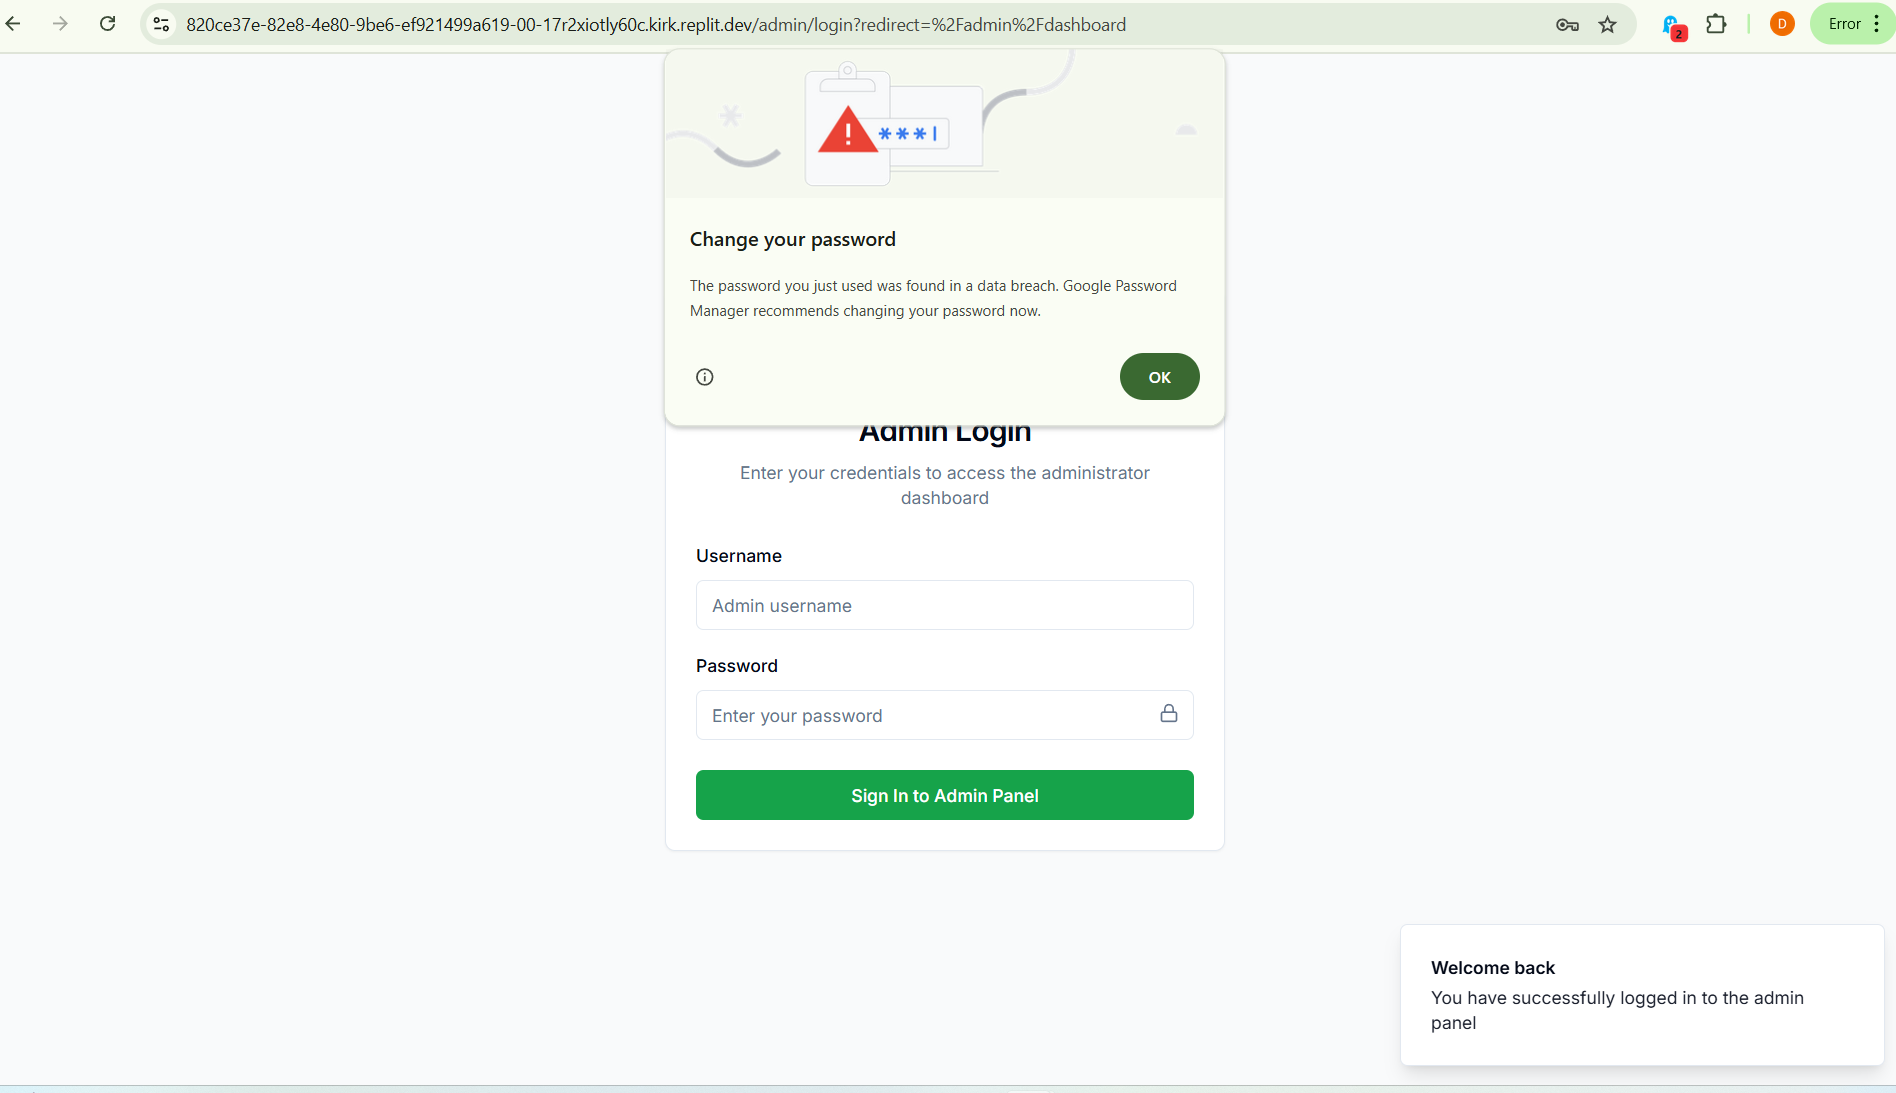 820ce37e-82e8-4e80-9be6-ef921499a619-00-17r2xiotly60c.kirk.replit.dev/admin/login?redirect=%2Fadmin%2Fdashboard
2
D
Error
***
Change your password
The password you just used was found in a data breach. Google Password
Manager recommends changing your password now.
OK
Admin Login
Enter your credentials to access the administrator
dashboard
Username
Admin username
Password
Enter your password
Sign In to Admin Panel
Welcome back
You have successfully logged in to the admin
panel